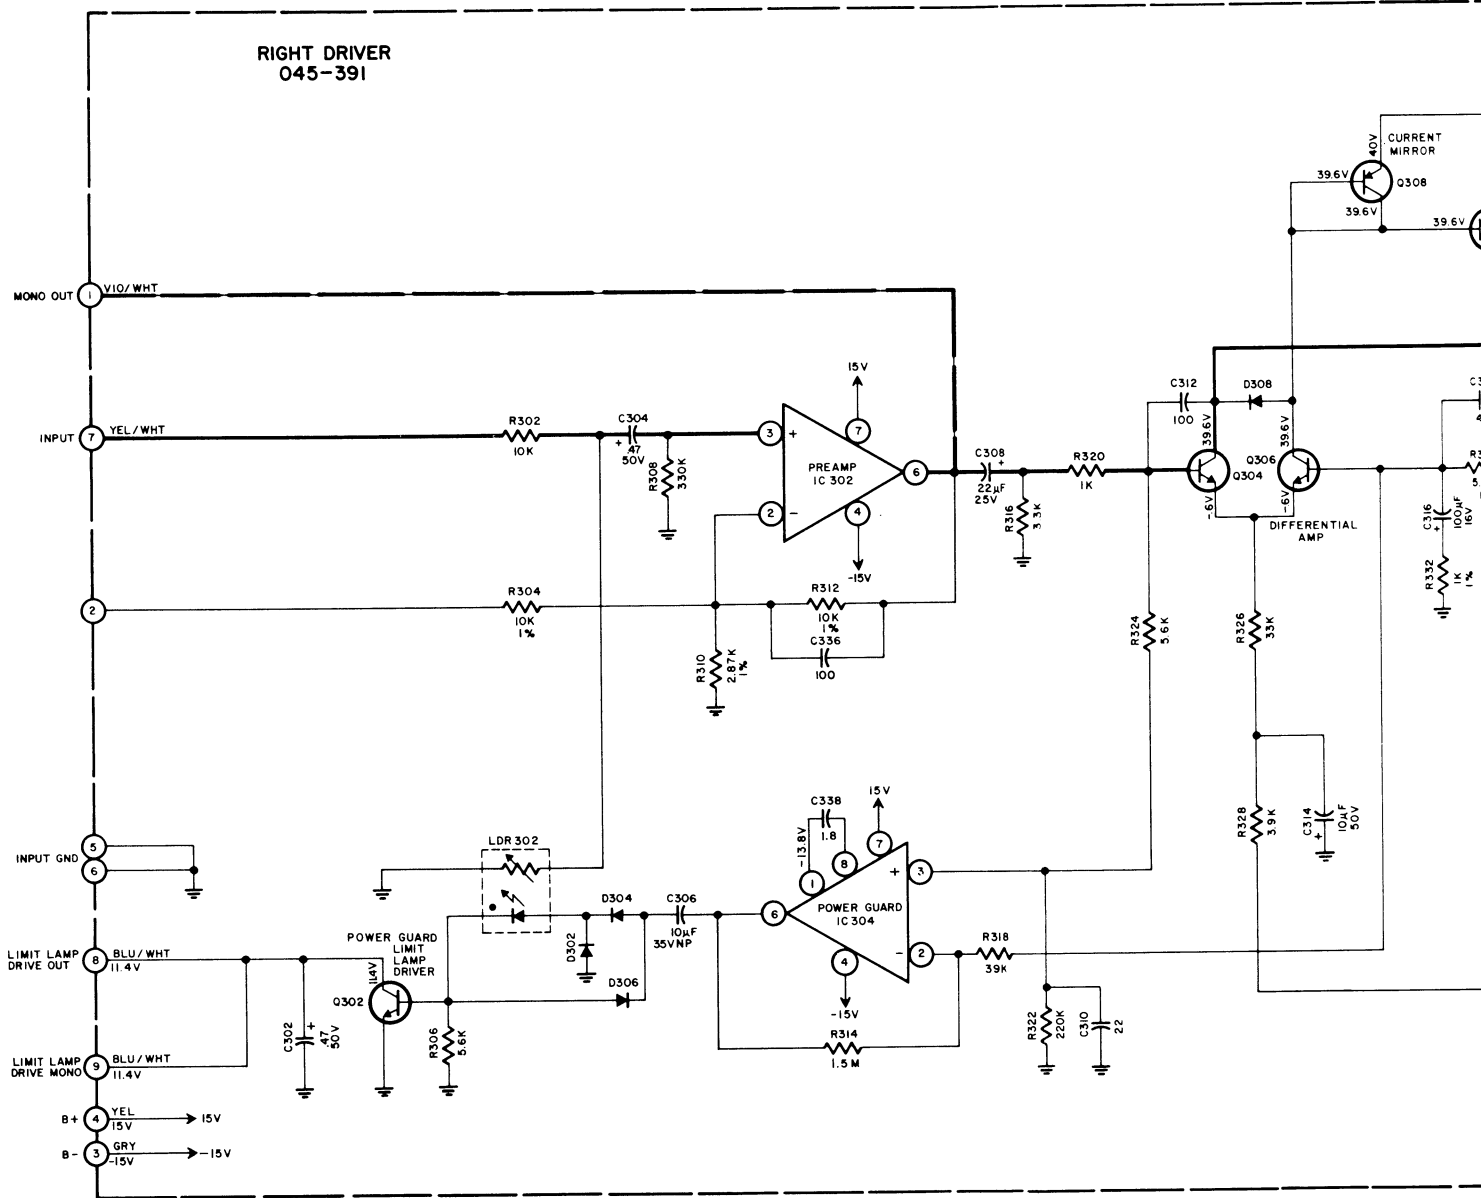 RIGHT DRIVER
045-391
CURRENT
MIRROR
40V
39.6V
Q308
39.6V
39.6V
MONO OUT
1
VIO/WHT
INPUT
7
YEL/WHT
R302
10K
C304
+
.47
50V
R308
330K
3
+
15V
7
PREAMP
IC 302
6
2
-
4
-15V
C308
+
22µF
25V
R316
3.3K
R320
1K
C312
100
D308
39.6V
39.6V
Q304
Q306
-.6V
-.6V
DIFFERENTIAL
AMP
C316
+
100µF
16V
R332
1K
1%
2
R304
10K
1%
R312
10K
1%
C336
100
R310
2.87K
1%
R324
5.6K
R326
33K
R328
3.9K
C314
+
10µF
50V
INPUT GND
5
6
LDR302
C338
1.8
-13.8V
15V
1
8
7
+
3
POWER GUARD
IC304
6
-
2
4
-15V
D304
C306
10µF
35VNP
D302
D306
R318
39K
R314
1.5M
R322
220K
C310
22
POWER GUARD
LIMIT
LAMP
DRIVER
11.4V
Q302
R306
5.6K
LIMIT LAMP
DRIVE OUT
8
BLU/WHT
11.4V
C302
+
.47
50V
LIMIT LAMP
DRIVE MONO
9
BLU/WHT
11.4V
B+
4
YEL
15V
15V
B-
3
GRY
-15V
-15V